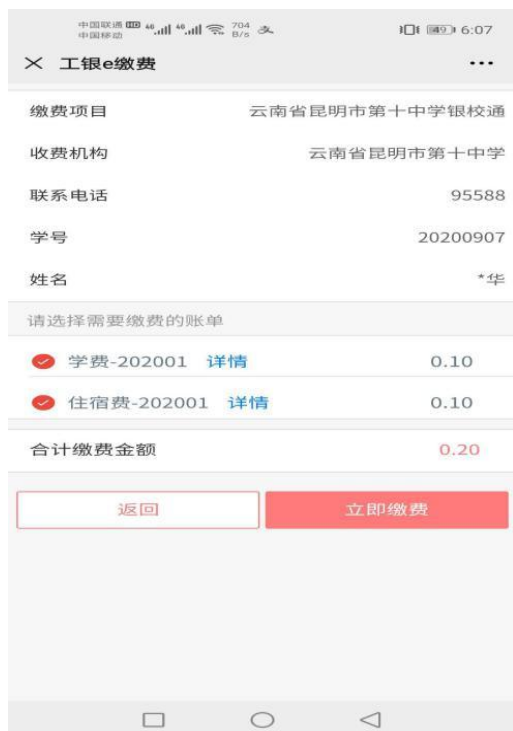 中国联通 HD 46 46 704 B/s 49 6:07
中国移动
工银e缴费
缴费项目 云南省昆明市第十中学银校通
收费机构 云南省昆明市第十中学
联系电话 95588
学号 20200907
姓名 *华
请选择需要缴费的账单
学费-202001 详情 0.10
住宿费-202001 详情 0.10
合计缴费金额 0.20
返回 立即缴费